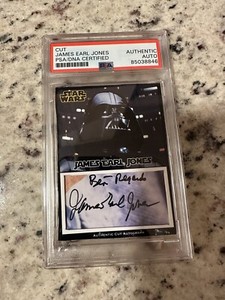 CUT
JAMES EARL JONES
PSA/DNA CERTIFIED
AUTHENTIC
AUTO
85038846
PSA
STAR
WARS
JAMES EARL JONES
Best Regards
James Earl Jones
AUTHENTIC CUT AUTOGRAPH